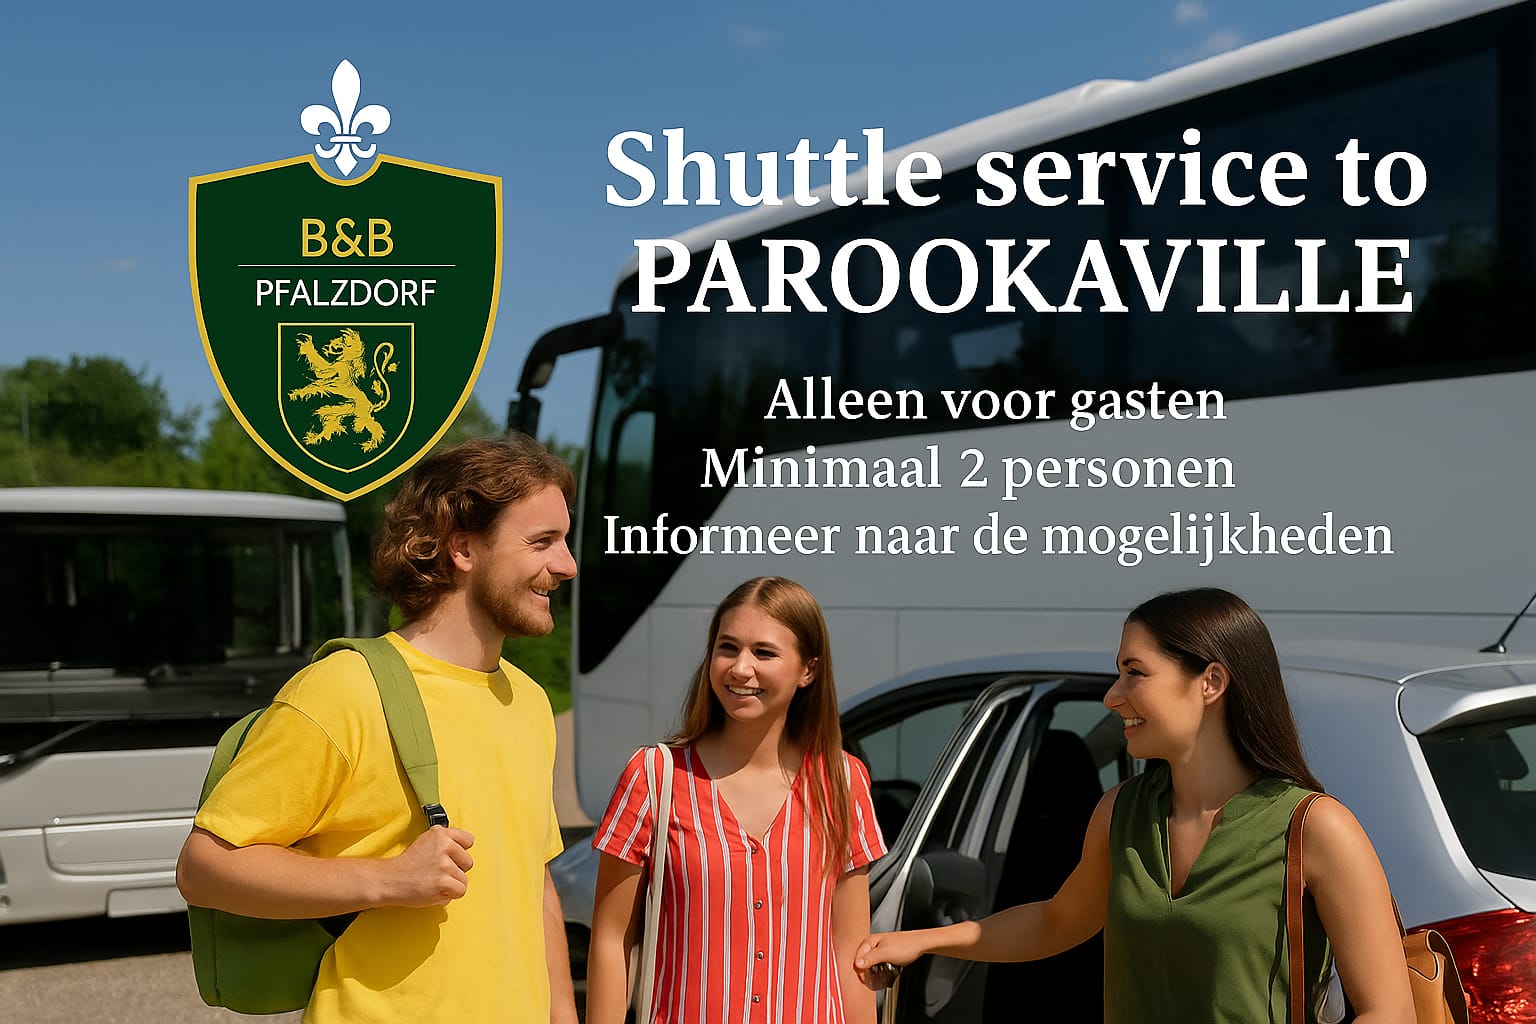 B&B
PFALZDORF
Shuttle service to
PAROOKAVILLE
Alleen voor gasten
Minimaal 2 personen
Informeer naar de mogelijkheden